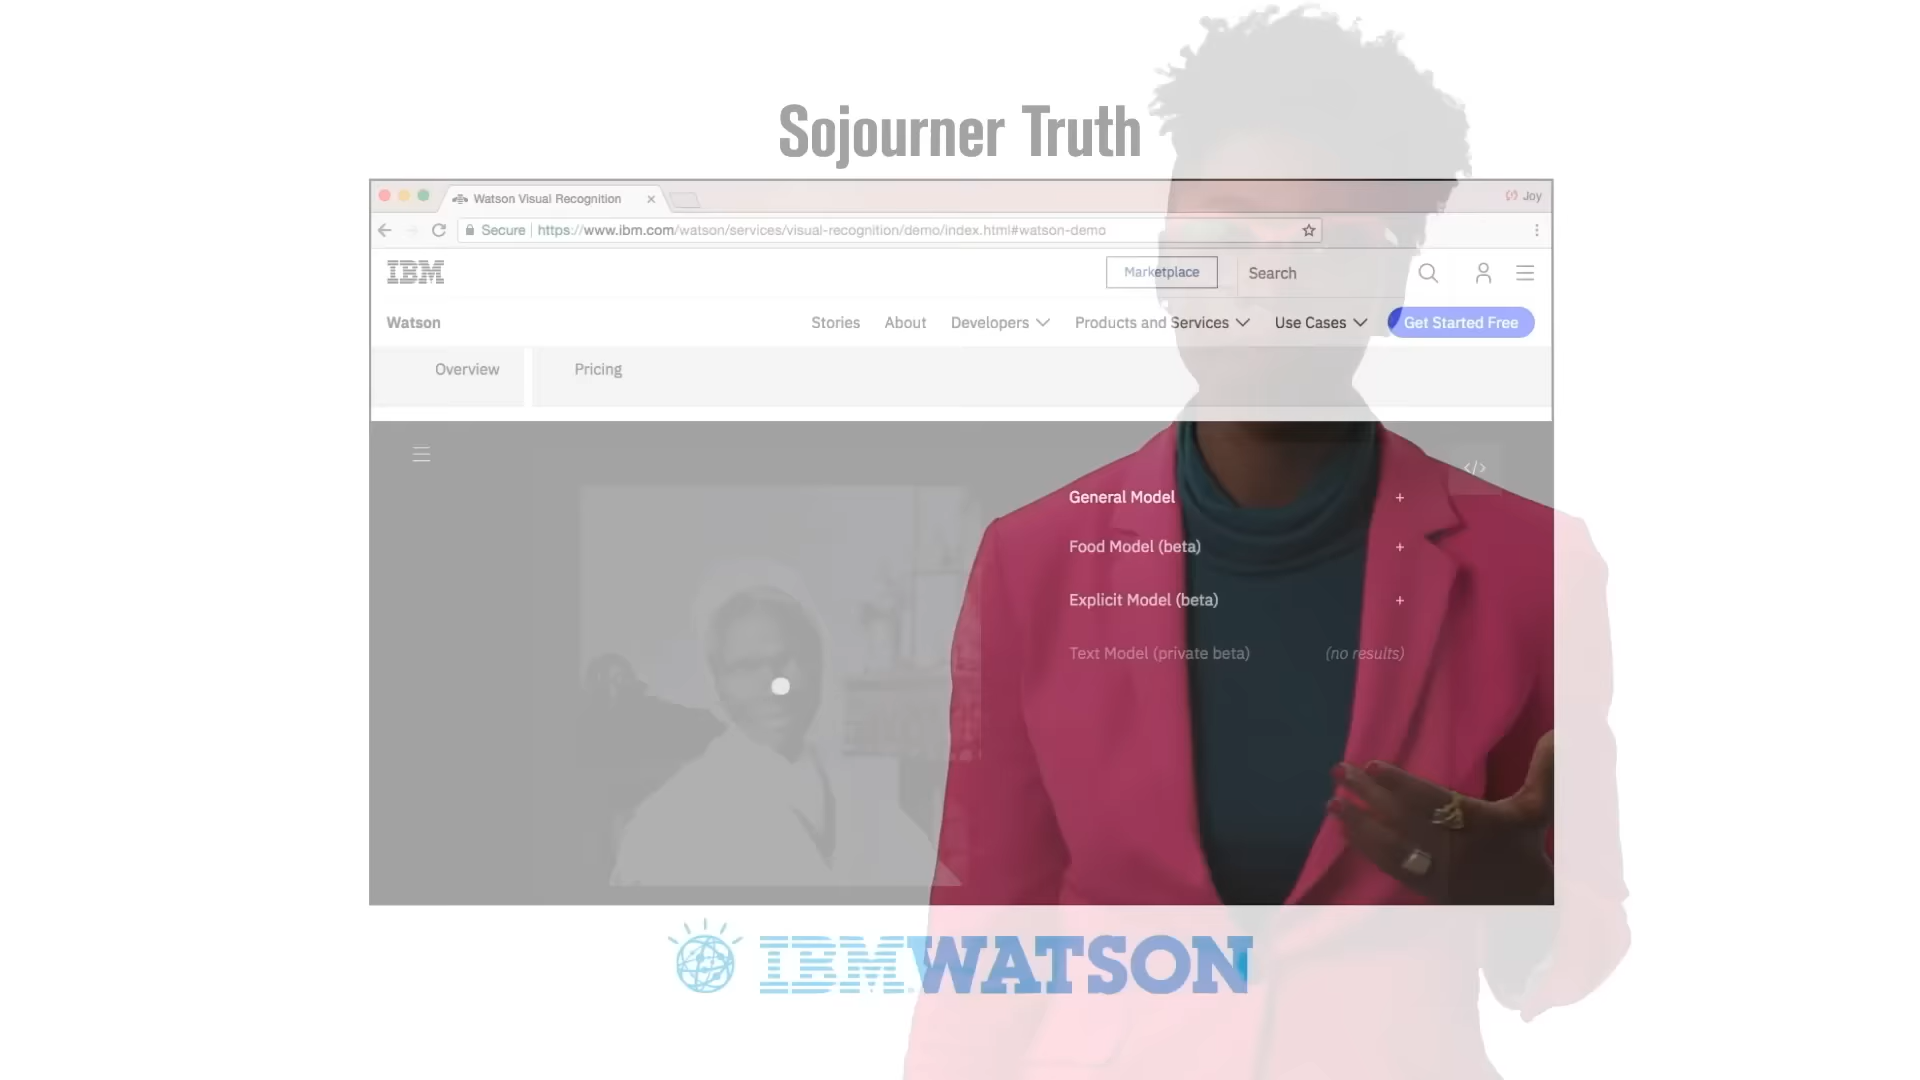 Sojourner Truth
Watson Visual Recognition
Joy
Secure https://www.ibm.com/watson/services/visual-recognition/demo/index.html#watson-demo
IBM Marketplace Search
Watson Stories About Developers Products and Services Use Cases Get Started Free
Overview Pricing
</>
General Model +
Food Model (beta) +
Explicit Model (beta) +
Text Model (private beta) (no results)
IBM WATSON